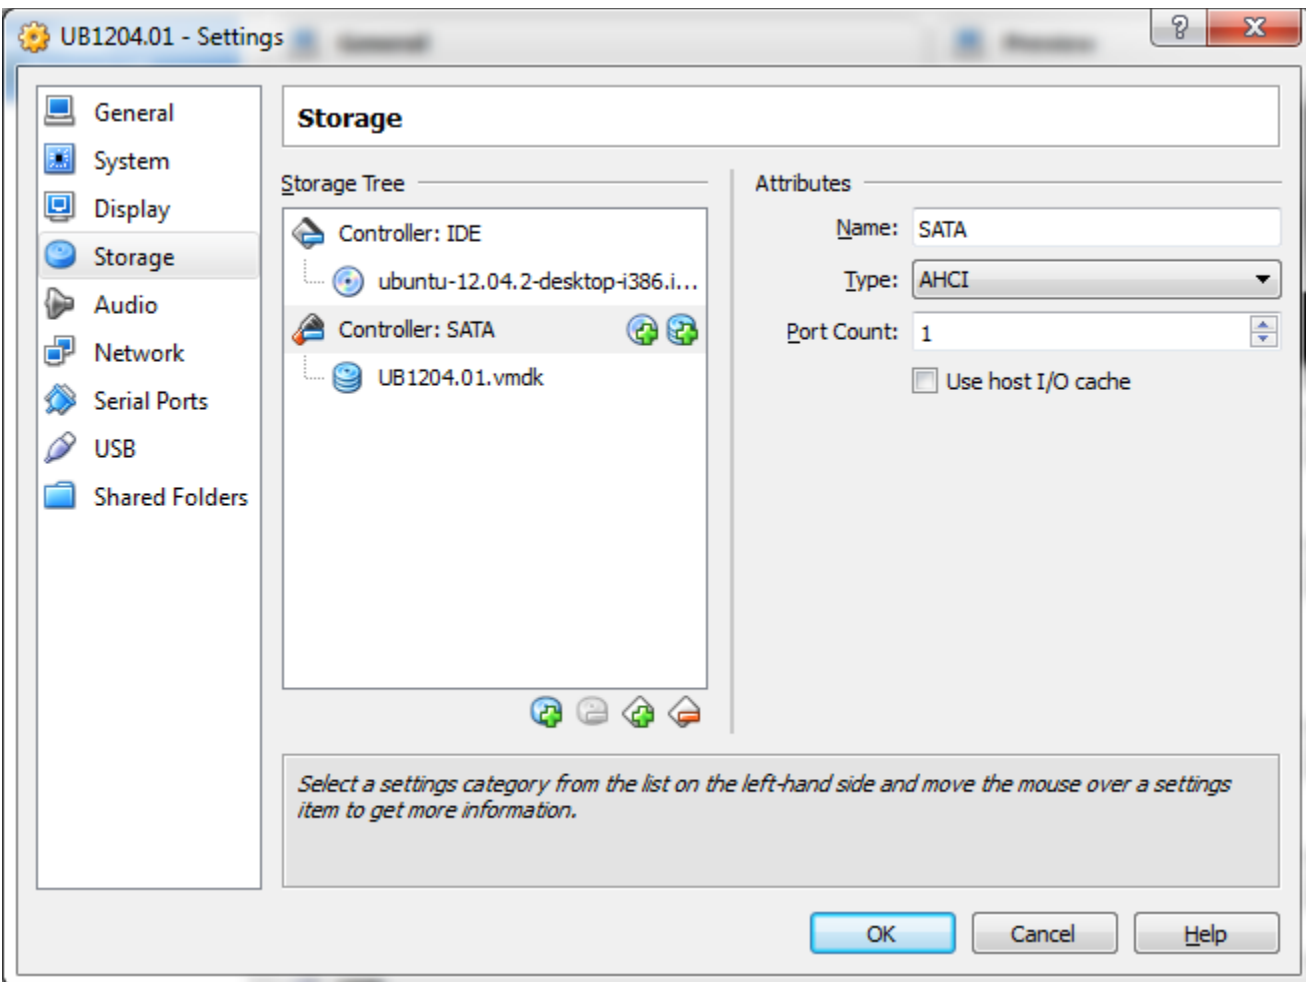 UB1204.01 - Settings
General
Preview
General
System
Display
Storage
Audio
Network
Serial Ports
USB
Shared Folders
Storage
Storage Tree
Controller: IDE
ubuntu-12.04.2-desktop-i386.i...
Controller: SATA
UB1204.01.vmdk
Attributes
Name: SATA
Type: AHCI
Port Count: 1
Use host I/O cache
Select a settings category from the list on the left-hand side and move the mouse over a settings
item to get more information.
OK
Cancel
Help